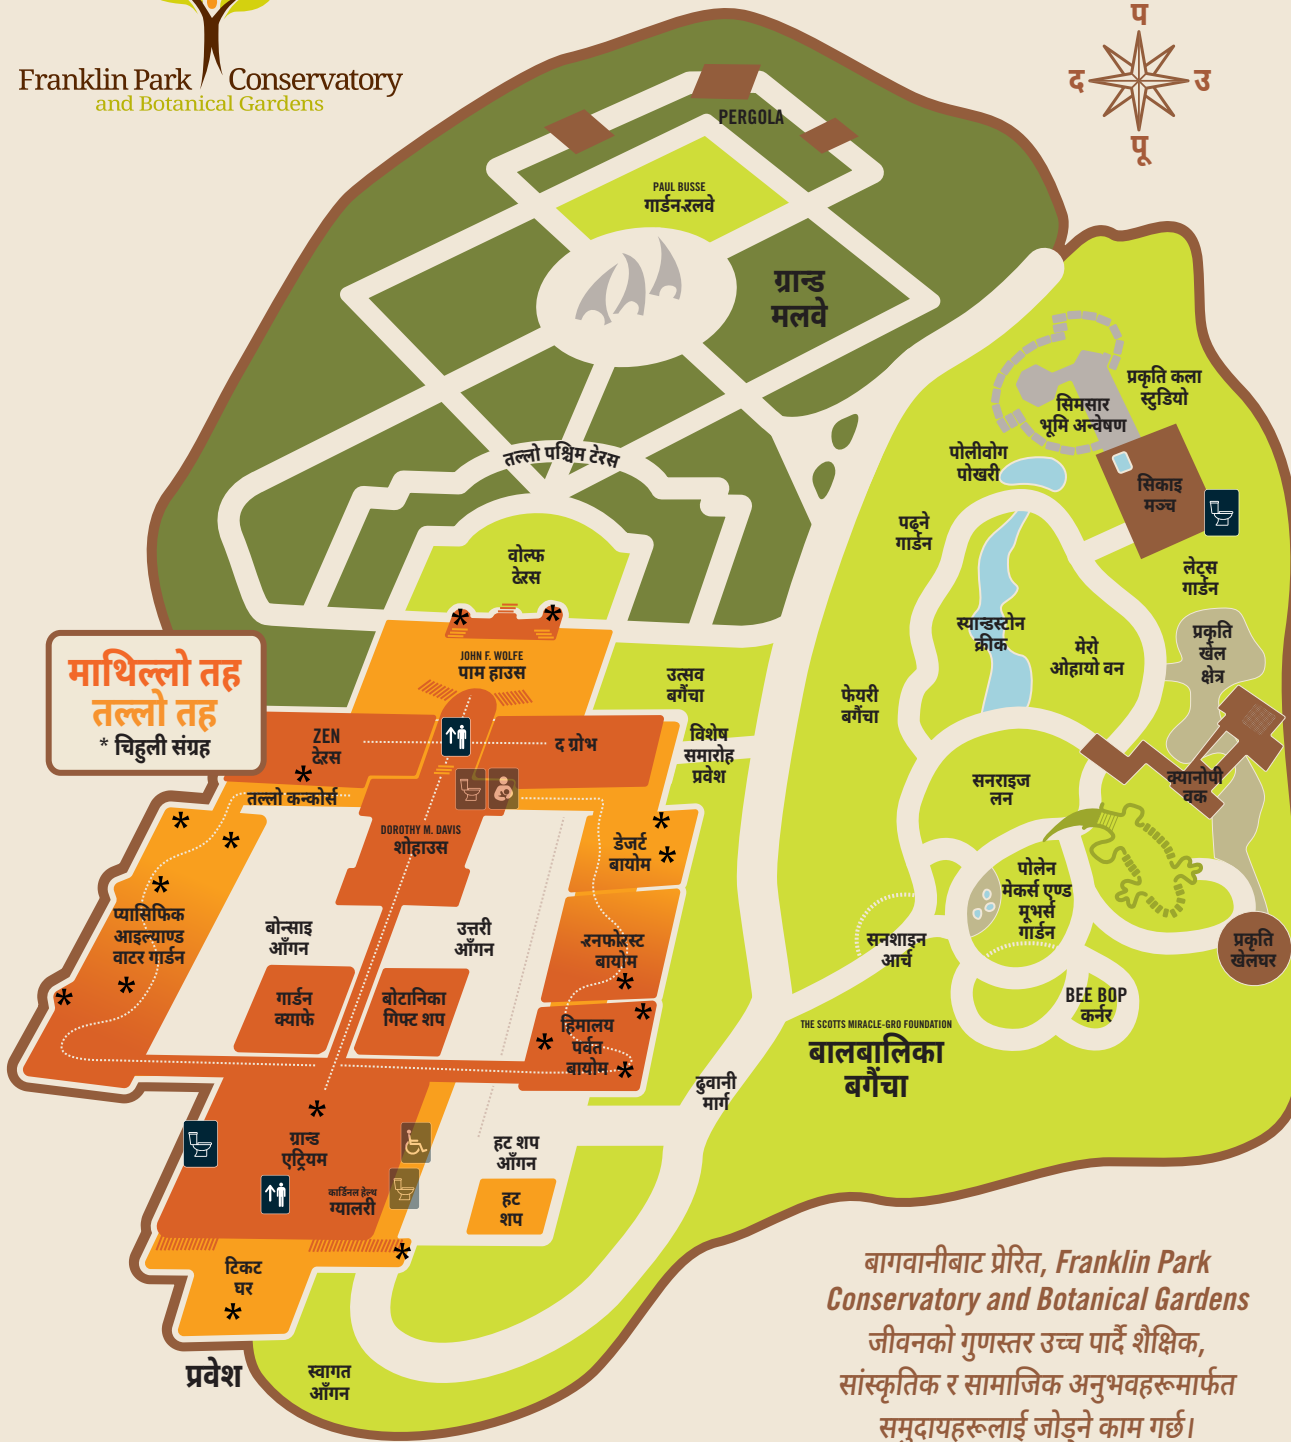 Franklin Park Conservatory
and Botanical Gardens
प
द
उ
पू
PERGOLA
PAUL BUSSE
गार्डन रेलवे
ग्रान्ड
मलवे
तल्लो पश्चिम टेरस
वोल्फ
टेरस
JOHN F. WOLFE
पाम हाउस
माथिल्लो तह
तल्लो तह
* चिहुली संग्रह
ZEN
टेरस
द ग्रोभ
तल्लो कन्कोर्स
DOROTHY M. DAVIS
शोहाउस
उत्सव
बगैंचा
विशेष
समारोह
प्रवेश
डेजर्ट
बायोम
प्यासिफिक
आइल्याण्ड
वाटर गार्डन
बोन्साइ
आँगन
उत्तरी
आँगन
रेनफोरेस्ट
बायोम
गार्डन
क्याफे
बोटानिका
गिफ्ट शप
हिमालय
पर्वत
बायोम
ढुवानी
मार्ग
ग्रान्ड
एट्रियम
कार्डिनल हेल्थ
ग्यालरी
हट शप
आँगन
हट
शप
टिकट
घर
प्रवेश
स्वागत
आँगन
प्रकृति कला
स्टुडियो
सिमसार
भूमि अन्वेषण
पोलीवोग
पोखरी
सिकाइ
मञ्च
पढ्ने
गार्डन
लेट्स
गार्डन
स्यान्डस्टोन
क्रीक
मेरो
ओहायो वन
प्रकृति
खेल
क्षेत्र
फेयरी
बगैंचा
सनराइज
लन
क्यानोपी
वक
पोलेन
मेकर्स एण्ड
मूभर्स
गार्डन
सनशाइन
आर्च
प्रकृति
खेलघर
BEE BOP
कर्नर
THE SCOTTS MIRACLE-GRO FOUNDATION
बालबालिका
बगैंचा
बागवानीबाट प्रेरित, Franklin Park
Conservatory and Botanical Gardens
जीवनको गुणस्तर उच्च पार्दै शैक्षिक,
सांस्कृतिक र सामाजिक अनुभवहरूमार्फत
समुदायहरूलाई जोड्ने काम गर्छ।